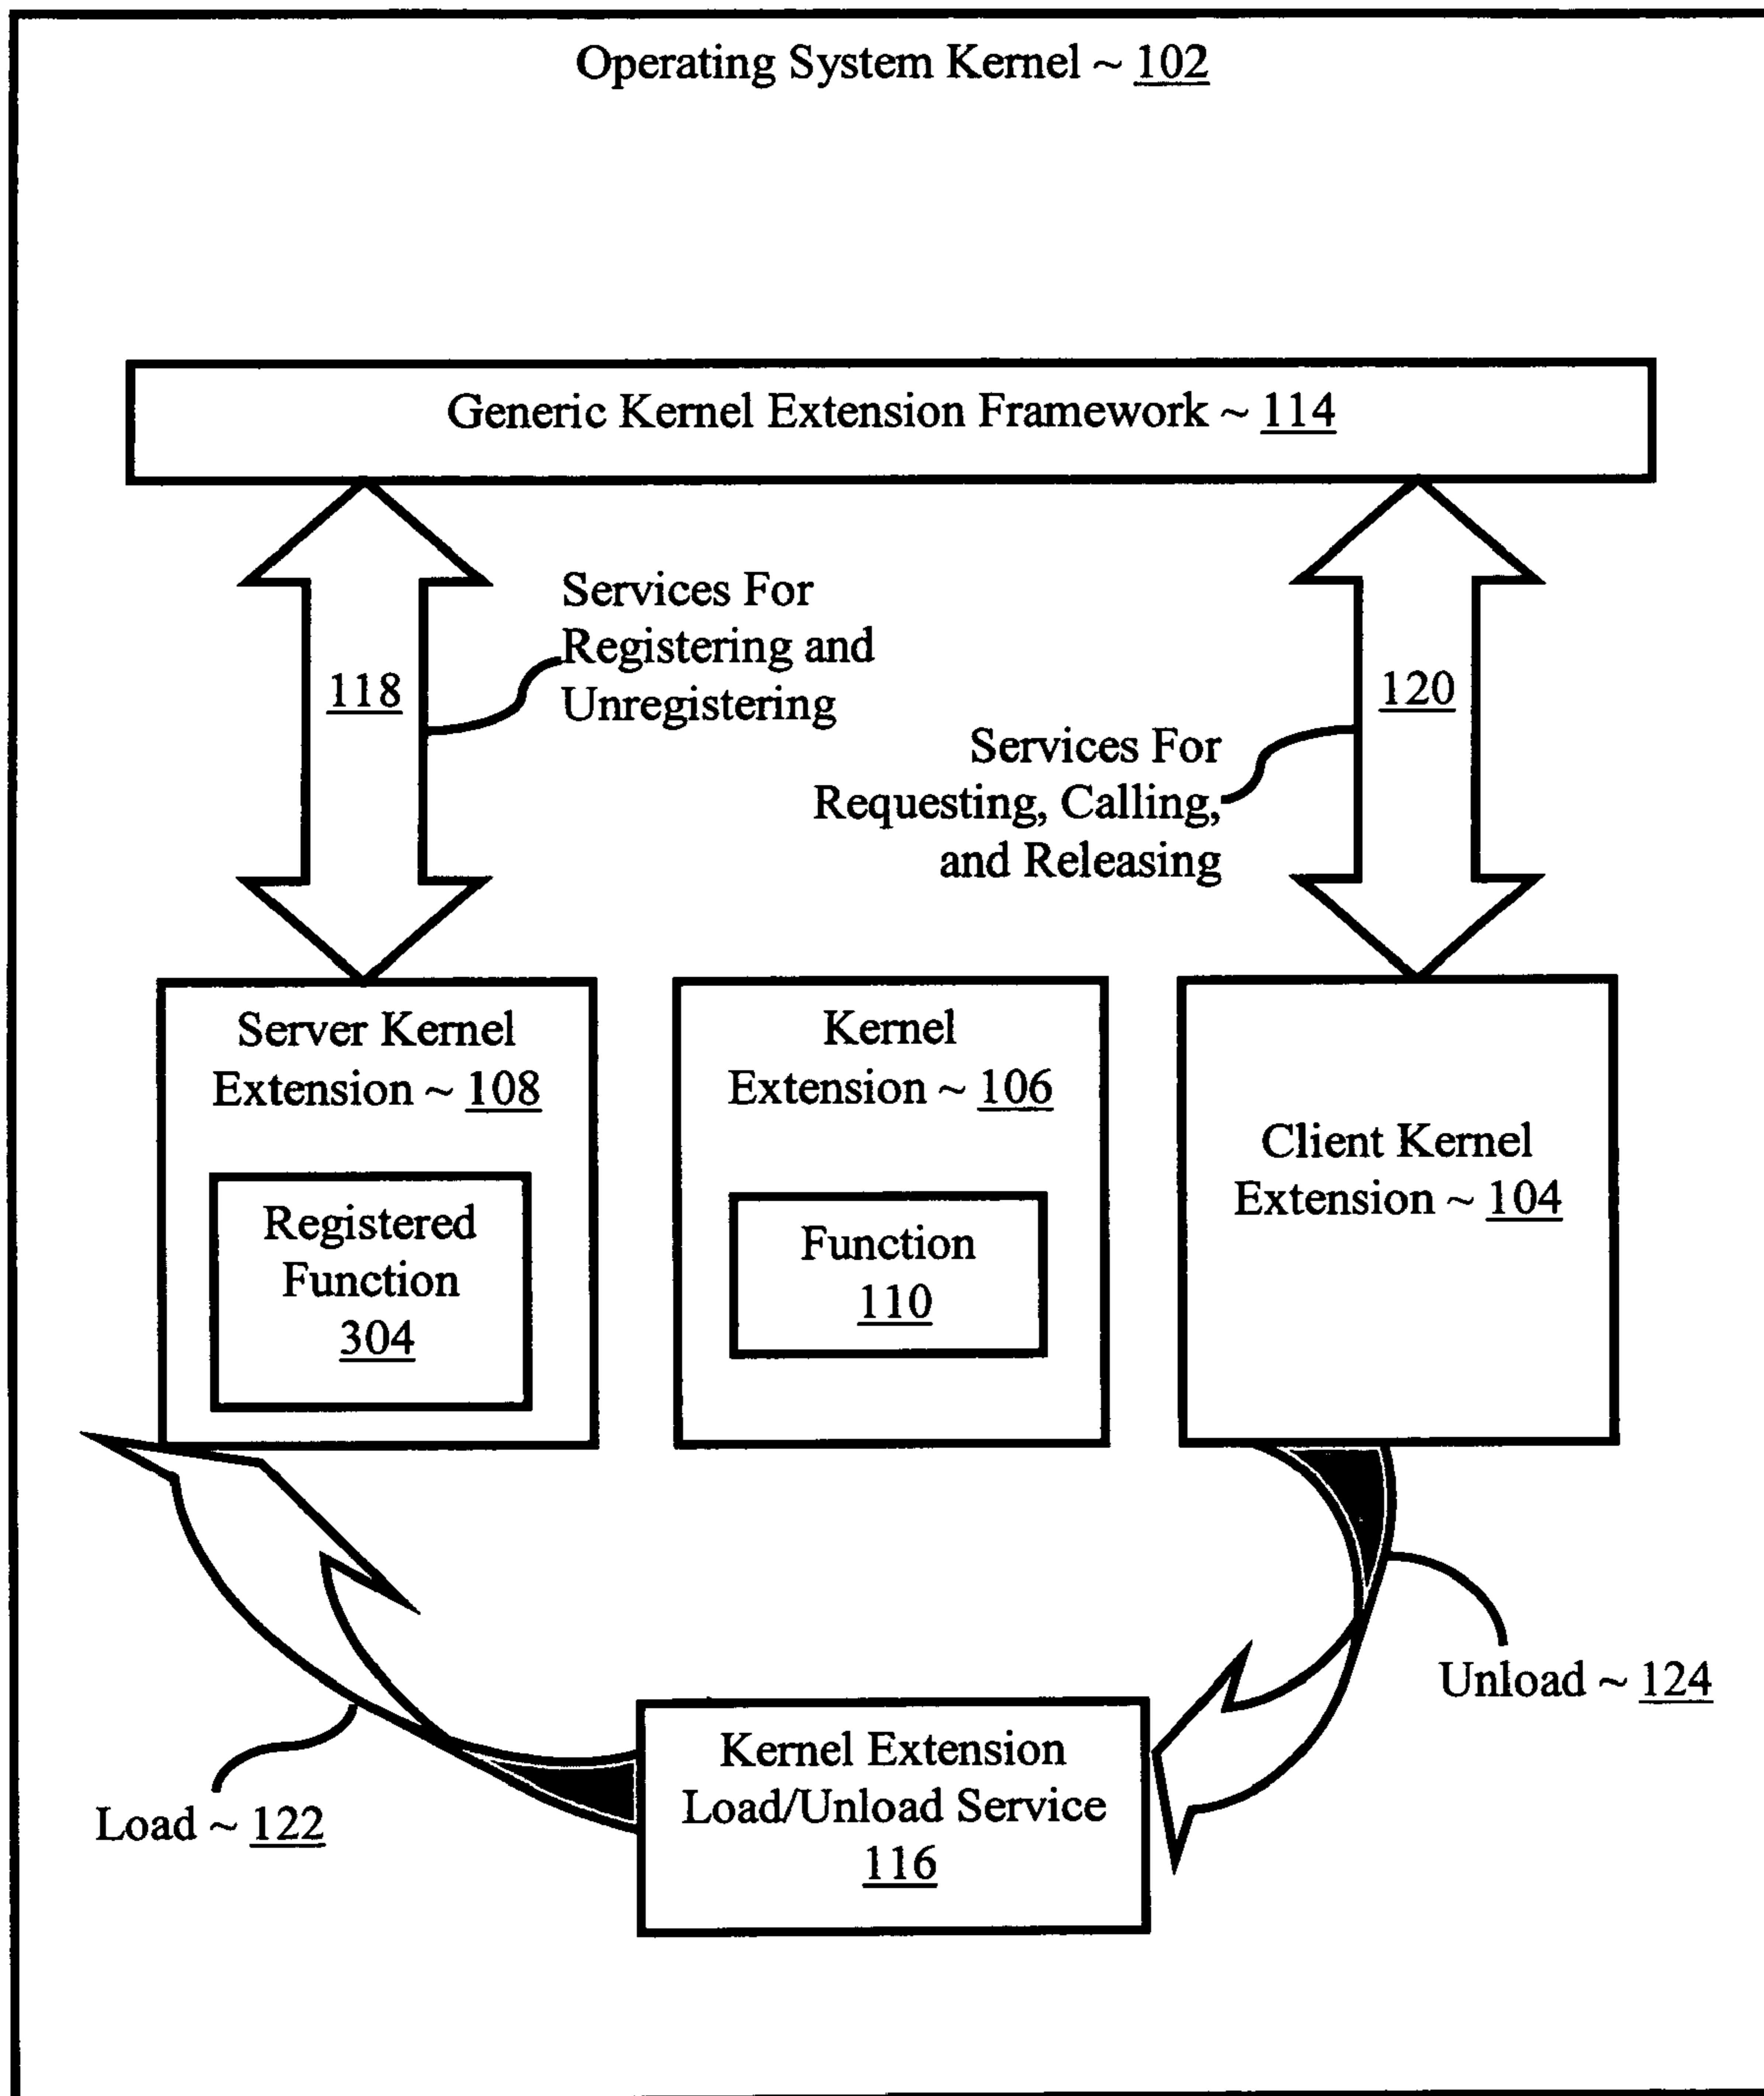 Operating System Kernel ~ 102
Generic Kernel Extension Framework ~ 114
Services For
Registering and
Unregistering
118
120
Services For
Requesting, Calling,
and Releasing
Server Kernel
Extension ~ 108
Registered
Function
304
Kernel
Extension ~ 106
Function
110
Client Kernel
Extension ~ 104
Unload ~ 124
Load ~ 122
Kernel Extension
Load/Unload Service
116